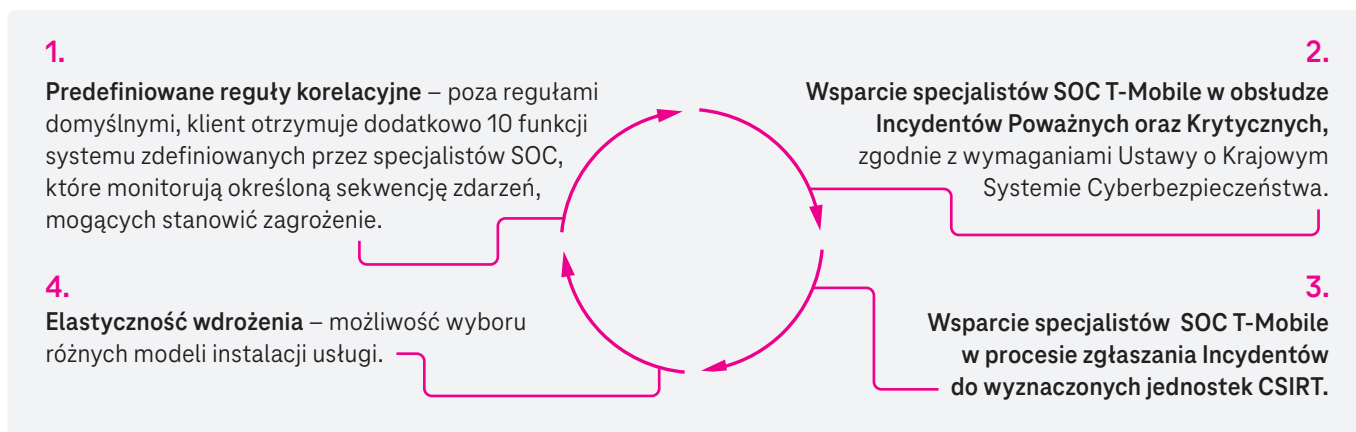 1.
Predefiniowane reguły korelacyjne – poza regułami
domyślnymi, klient otrzymuje dodatkowo 10 funkcji
systemu zdefiniowanych przez specjalistów SOC,
które monitorują określoną sekwencję zdarzeń,
mogących stanowić zagrożenie.
2.
Wsparcie specjalistów SOC T-Mobile w obsłudze
Incydentów Poważnych oraz Krytycznych,
zgodnie z wymaganiami Ustawy o Krajowym
Systemie Cyberbezpieczeństwa.
3.
Wsparcie specjalistów SOC T-Mobile
w procesie zgłaszania Incydentów
do wyznaczonych jednostek CSIRT.
4.
Elastyczność wdrożenia – możliwość wyboru
różnych modeli instalacji usługi.